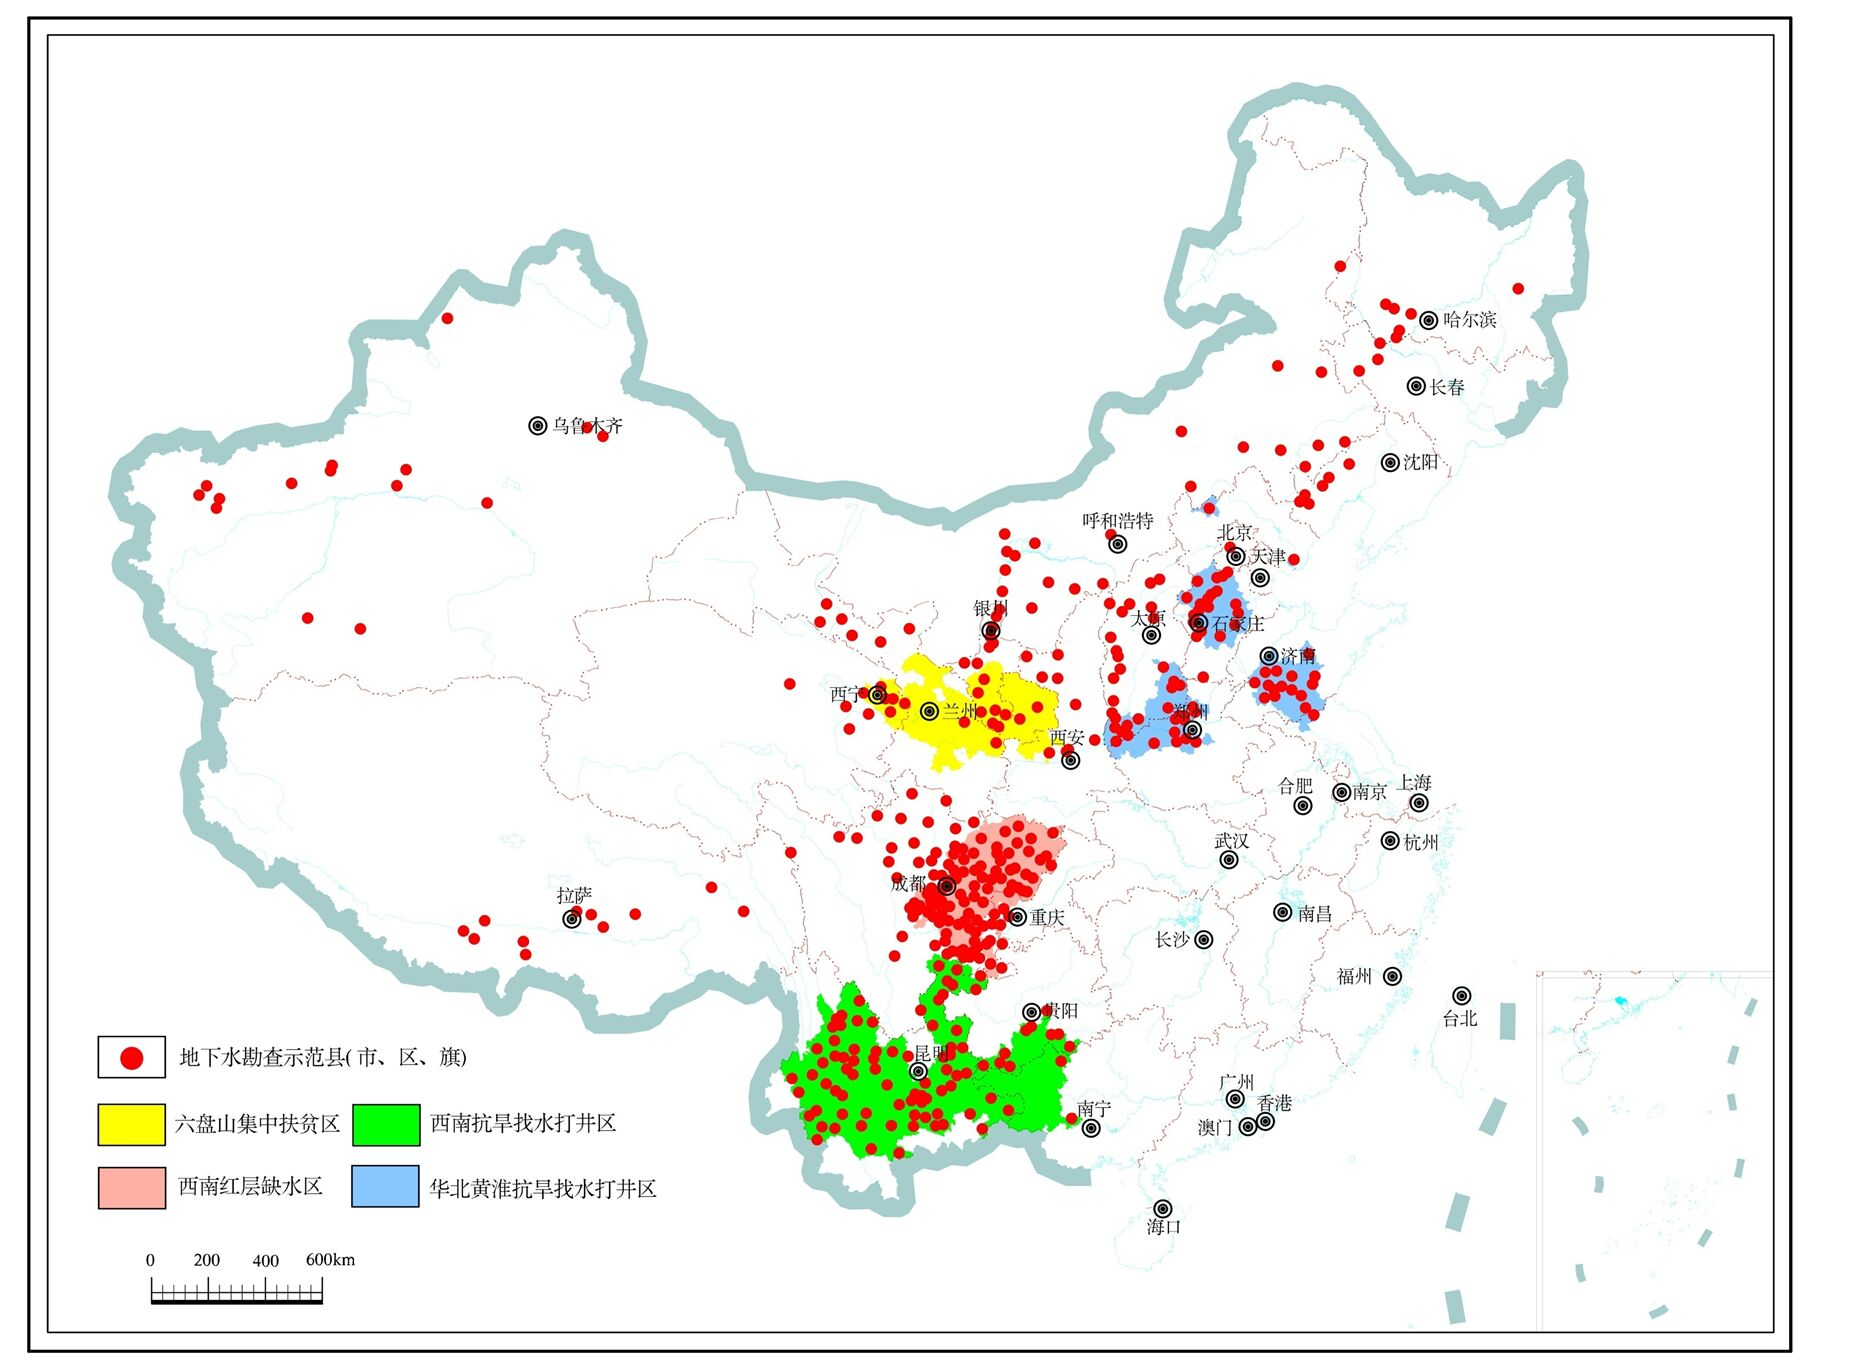 哈尔滨
长春
乌鲁木齐
沈阳
呼和浩特
北京
天津
银川
太原
石家庄
济南
西宁
兰州
郑州
西安
合肥
南京
上海
武汉
杭州
拉萨
成都
重庆
南昌
长沙
福州
贵阳
台北
昆明
广州
香港
南宁
澳门
海口
地下水勘查示范县(市、区、旗)
六盘山集中扶贫区
西南抗旱找水打井区
西南红层缺水区
华北黄淮抗旱找水打井区
0 200 400 600km